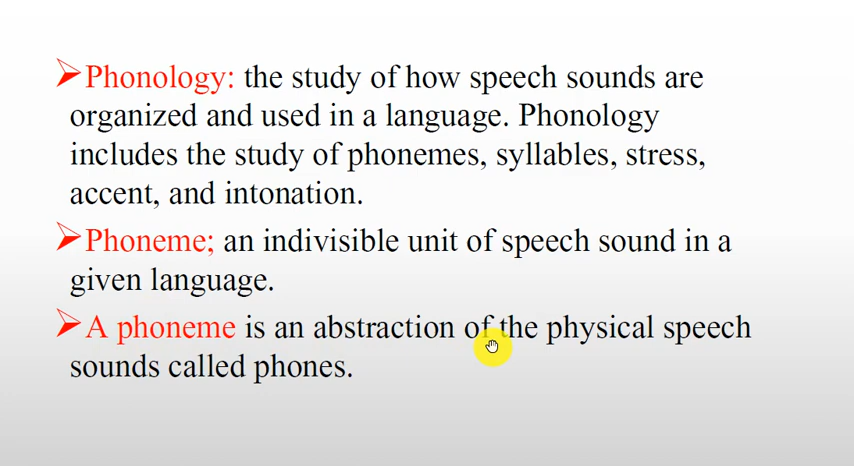 Phonology: the study of how speech sounds are
organized and used in a language. Phonology
includes the study of phonemes, syllables, stress,
accent, and intonation.
Phoneme; an indivisible unit of speech sound in a
given language.
A phoneme is an abstraction of the physical speech
sounds called phones.